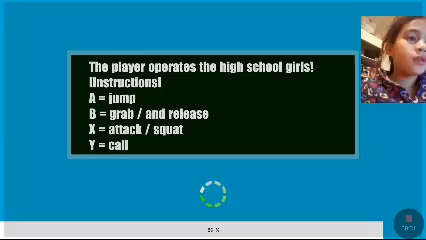 The player operates the high school girls!
[Instructions]
A = jump
B = grab / and release
X = attack / squat
Y = call